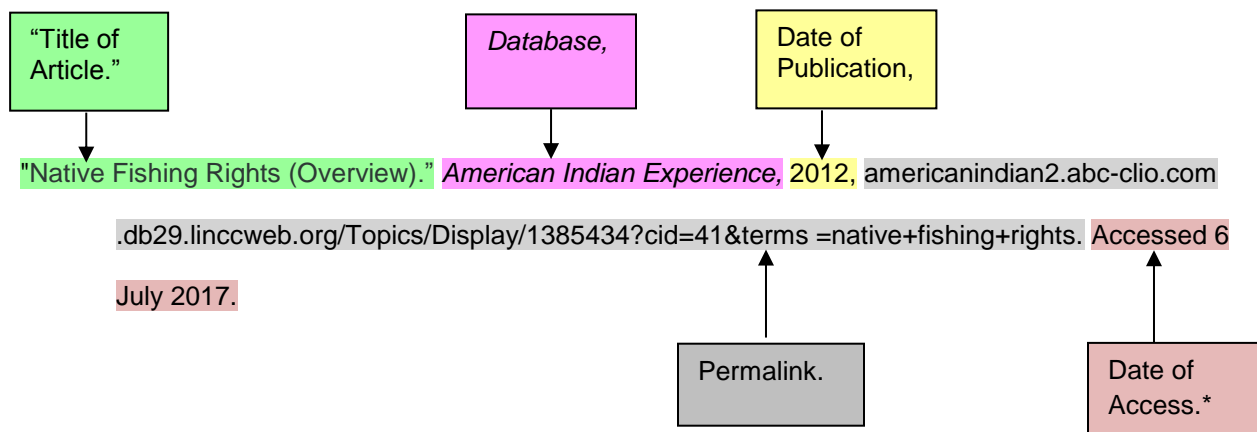 “Title of
Article.”
Database,
Date of
Publication,
"Native Fishing Rights (Overview).” American Indian Experience, 2012, americanindian2.abc-clio.com
.db29.linccweb.org/Topics/Display/1385434?cid=41&terms =native+fishing+rights. Accessed 6
July 2017.
Permalink.
Date of
Access.*